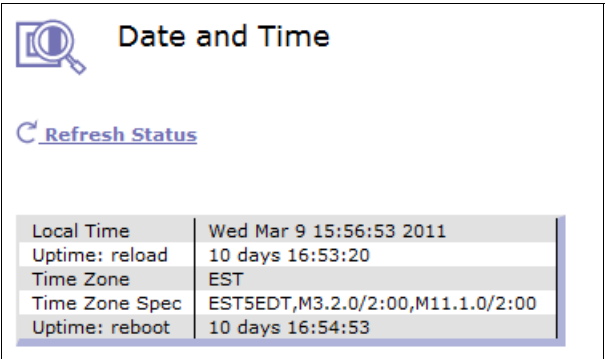 Date and Time
Refresh Status
Local Time Wed Mar 9 15:56:53 2011
Uptime: reload 10 days 16:53:20
Time Zone EST
Time Zone Spec EST5EDT,M3.2.0/2:00,M11.1.0/2:00
Uptime: reboot 10 days 16:54:53